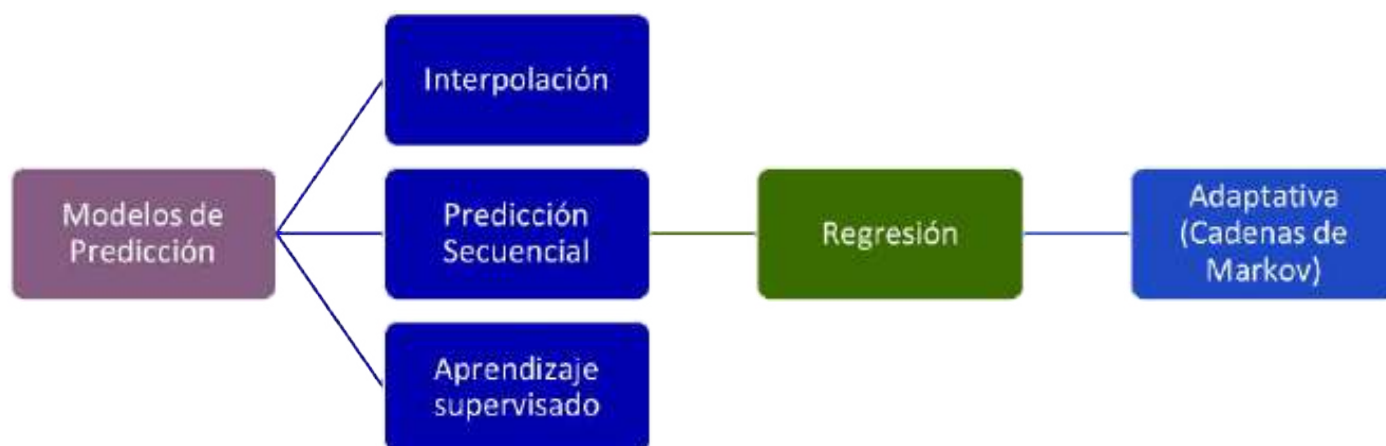 Interpolación
Modelos de
Predicción
Predicción
Secuencial
Regresión
Adaptativa
(Cadenas de
Markov)
Aprendizaje
supervisado